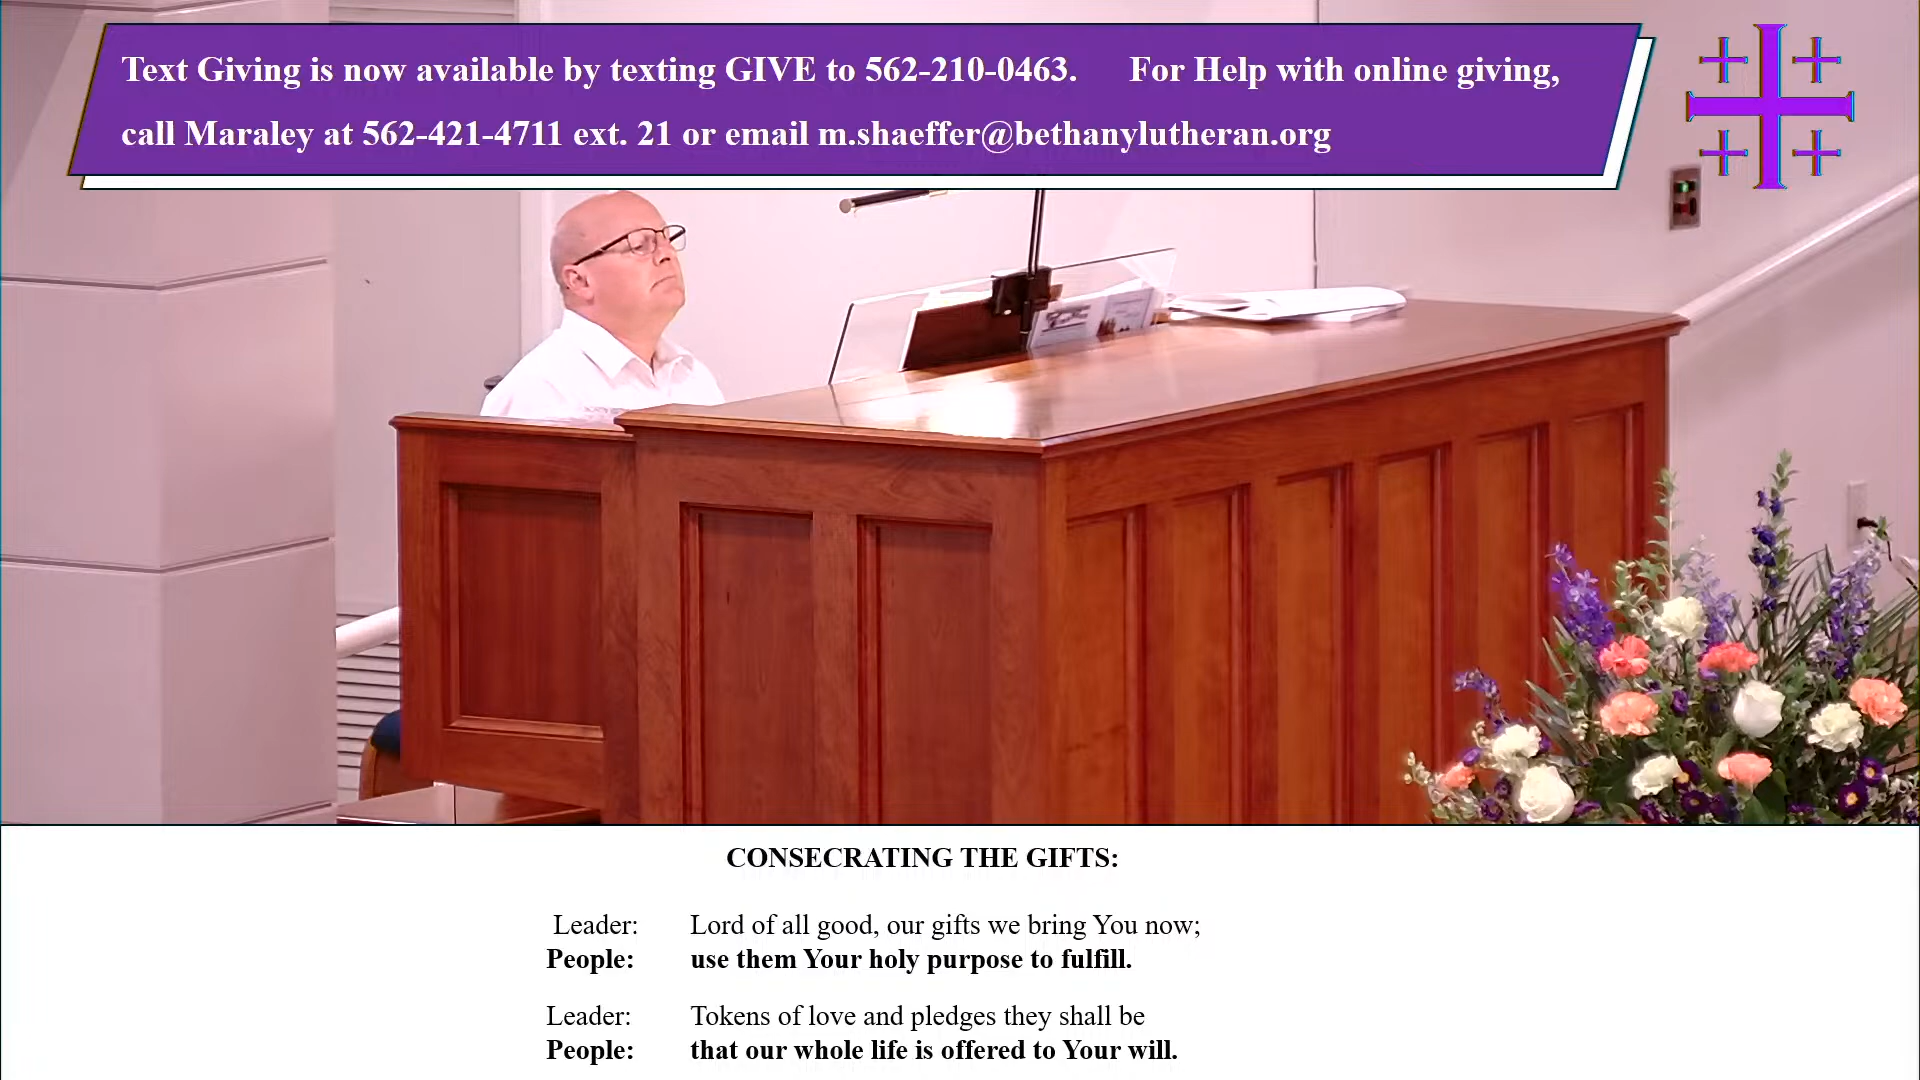 Text Giving is now available by texting GIVE to 562-210-0463. For Help with online giving,
call Maraley at 562-421-4711 ext. 21 or email m.shaeffer@bethanylutheran.org
CONSECRATING THE GIFTS:
Leader: Lord of all good, our gifts we bring You now;
People: use them Your holy purpose to fulfill.
Leader: Tokens of love and pledges they shall be
People: that our whole life is offered to Your will.